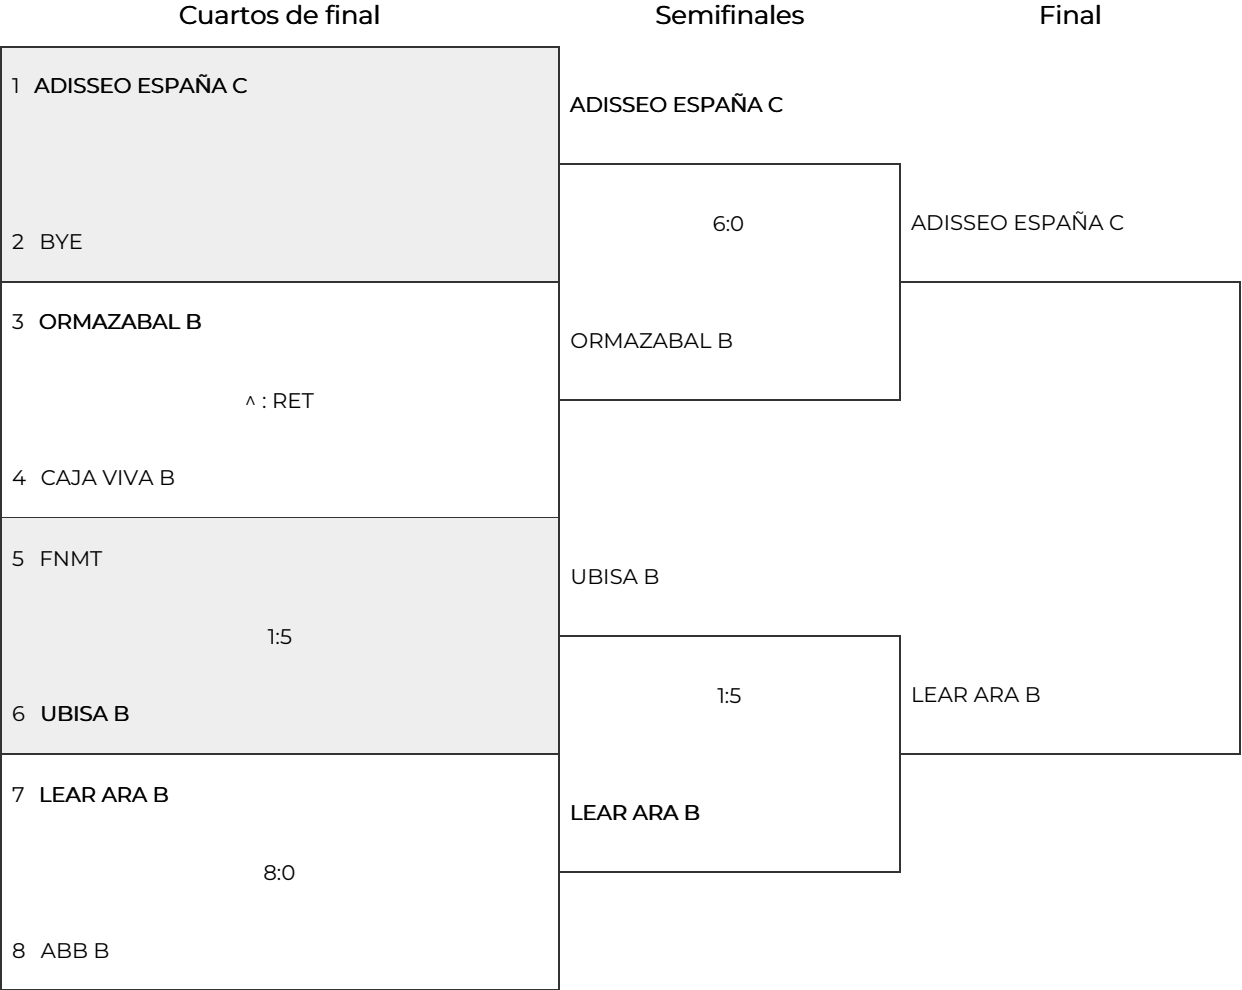 Cuartos de final
Semifinales
Final
1 ADISSEO ESPAÑA C
2 BYE
3 ORMAZABAL B
^ : RET
4 CAJA VIVA B
5 FNMT
1:5
6 UBISA B
7 LEAR ARA B
8:0
8 ABB B
ADISSEO ESPAÑA C
6:0
ORMAZABAL B
UBISA B
1:5
LEAR ARA B
ADISSEO ESPAÑA C
LEAR ARA B